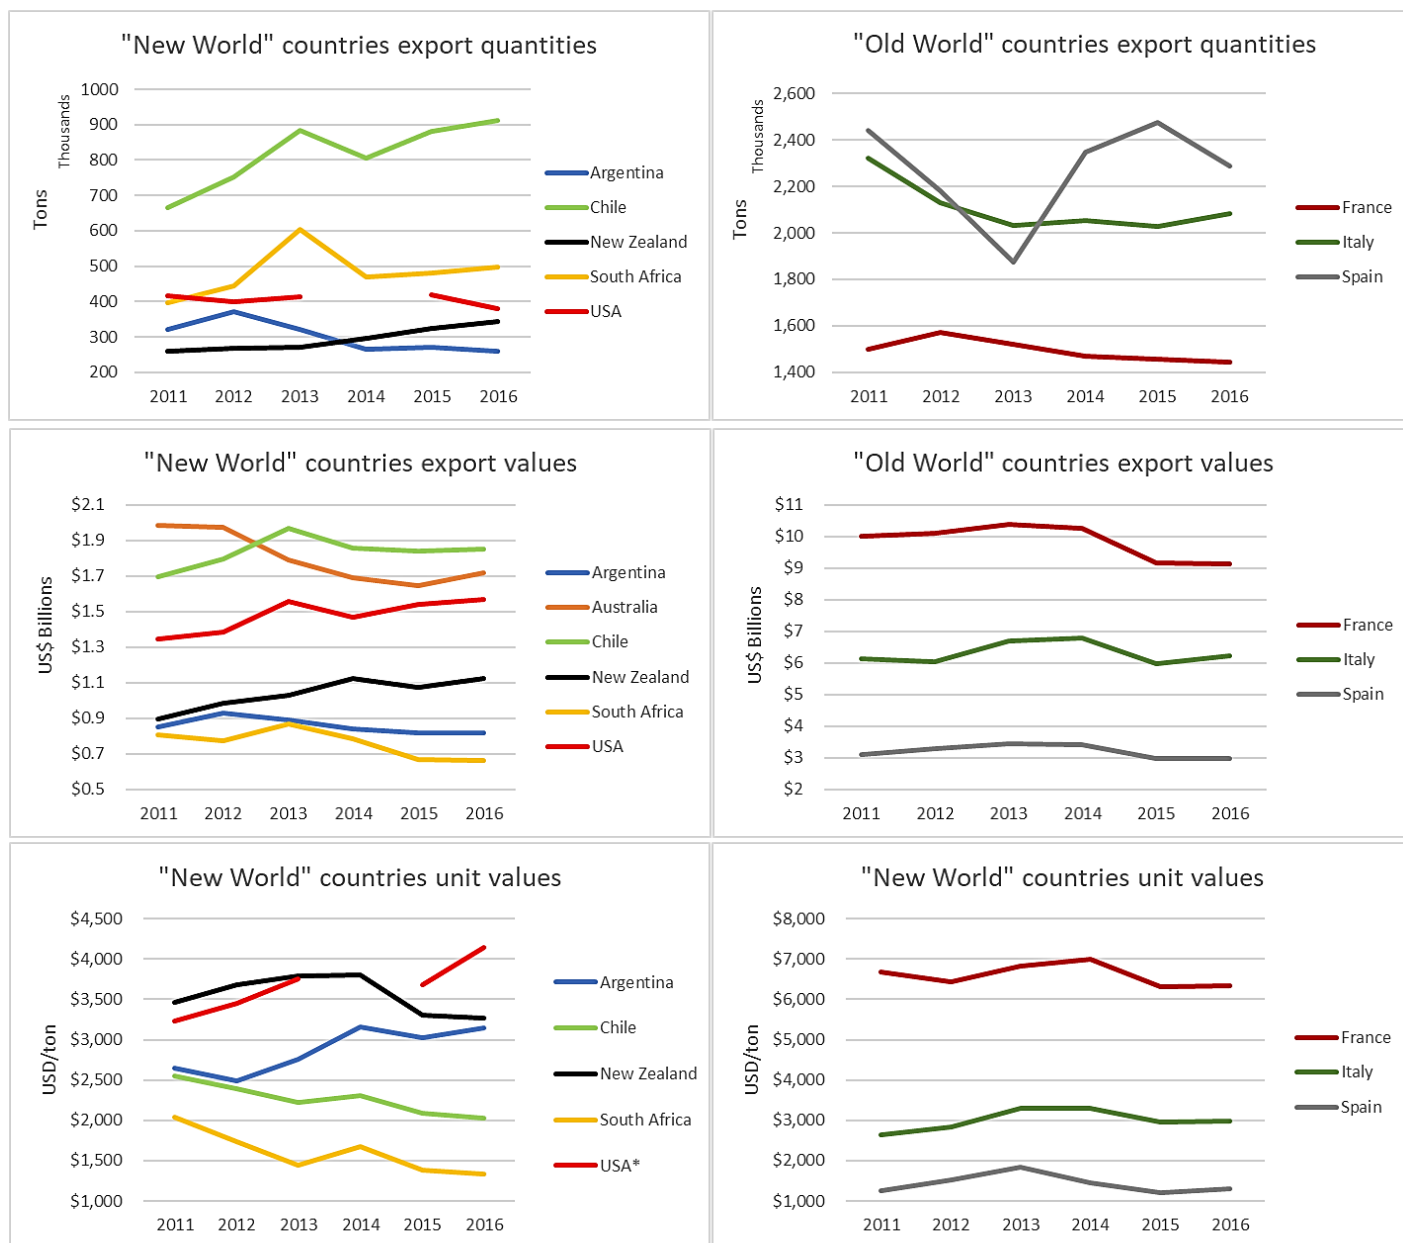 "New World" countries export quantities
Thousands
Tons
1000
900
800
700
600
500
400
300
200
2011 2012 2013 2014 2015 2016
Argentina
Chile
New Zealand
South Africa
USA
"Old World" countries export quantities
Thousands
Tons
2,600
2,400
2,200
2,000
1,800
1,600
1,400
2011 2012 2013 2014 2015 2016
France
Italy
Spain
"New World" countries export values
US$ Billions
$2.1
$1.9
$1.7
$1.5
$1.3
$1.1
$0.9
$0.7
$0.5
2011 2012 2013 2014 2015 2016
Argentina
Australia
Chile
New Zealand
South Africa
USA
"Old World" countries export values
US$ Billions
$11
$10
$9
$8
$7
$6
$5
$4
$3
$2
2011 2012 2013 2014 2015 2016
France
Italy
Spain
"New World" countries unit values
USD/ton
$4,500
$4,000
$3,500
$3,000
$2,500
$2,000
$1,500
$1,000
2011 2012 2013 2014 2015 2016
Argentina
Chile
New Zealand
South Africa
USA*
"New World" countries unit values
USD/ton
$8,000
$7,000
$6,000
$5,000
$4,000
$3,000
$2,000
$1,000
2011 2012 2013 2014 2015 2016
France
Italy
Spain